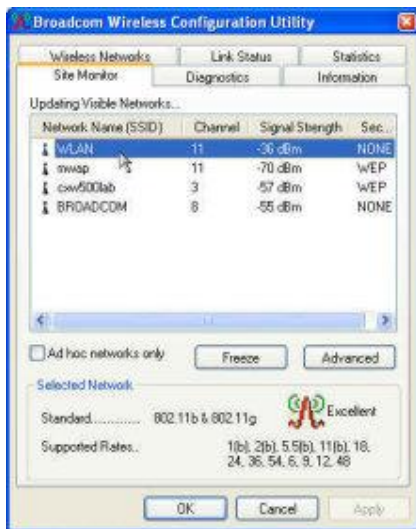 Broadcom Wireless Configuration Utility
Wireless Networks Link Status Statistics
Site Monitor Diagnostics Information
Updating Visible Networks...
Network Name (SSID) Channel Signal Strength Sec...
WLAN 11 -36 dBm NONE
mwap 11 -70 dBm WEP
cxw500lab 3 -57 dBm WEP
BROADCOM 8 -55 dBm NONE
Ad hoc networks only Freeze Advanced
Selected Network
Standard............. 802.11b & 802.11g Excellent
Supported Rates.. 1(b), 2(b), 5.5(b), 11(b), 18,
24, 36, 54, 6, 9, 12, 48
OK Cancel Apply